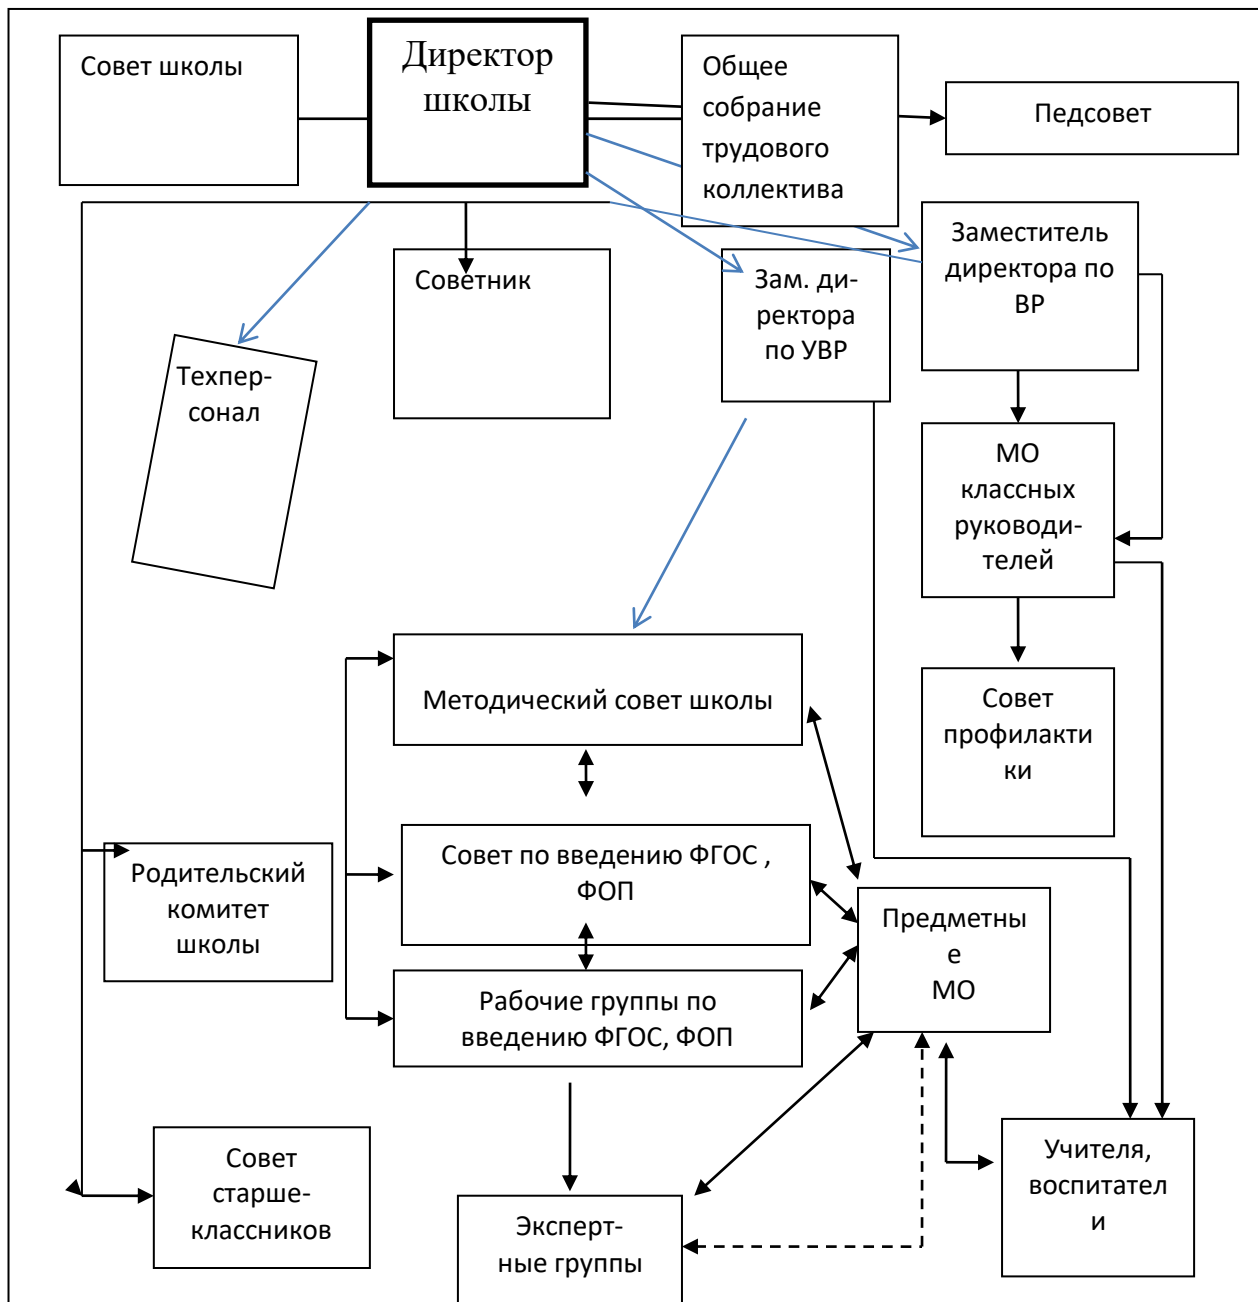 Совет школы
Директор
школы
Общее
собрание
трудового
коллектива
Педсовет
Заместитель
директора по
ВР
Советник
Зам. ди-
ректора
по УВР
Техпер-
сонал
МО
классных
руководи-
телей
Методический совет школы
Совет
профилакти
ки
Совет по введению ФГОС ,
ФОП
Родительский
комитет
школы
Предметны
е
МО
Рабочие группы по
введению ФГОС, ФОП
Совет
старше-
классников
Учителя,
воспитател
и
Эксперт-
ные группы